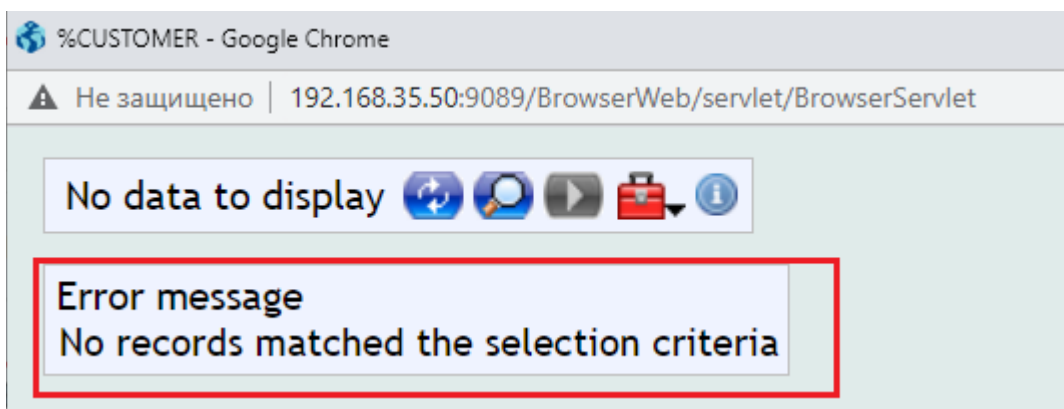 %CUSTOMER - Google Chrome
Не защищено | 192.168.35.50:9089/BrowserWeb/servlet/BrowserServlet
No data to display
Error message
No records matched the selection criteria